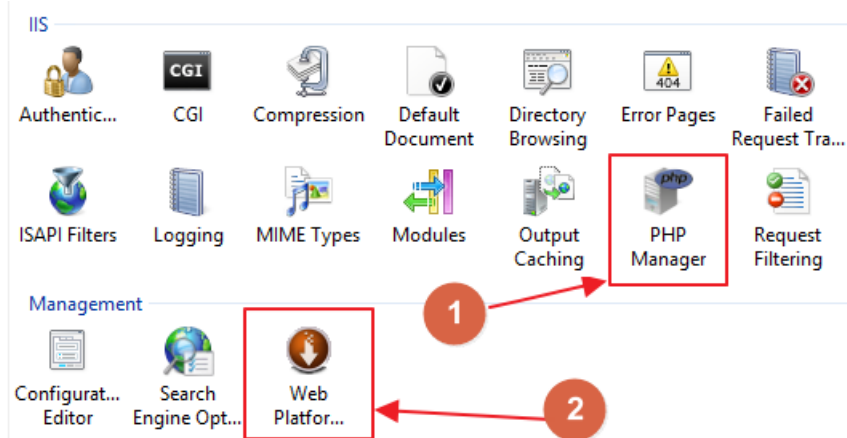 IIS
CGI
404
Authentic... CGI Compression Default Directory Error Pages Failed
Document Browsing Request Tra...
php
ISAPI Filters Logging MIME Types Modules Output PHP Request
Caching Manager Filtering
Management
1
Configurat... Search Web
Editor Engine Opt... Platfor...
2